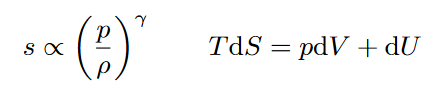 s ∝ (p/ρ)^γ    TdS = pdV + dU